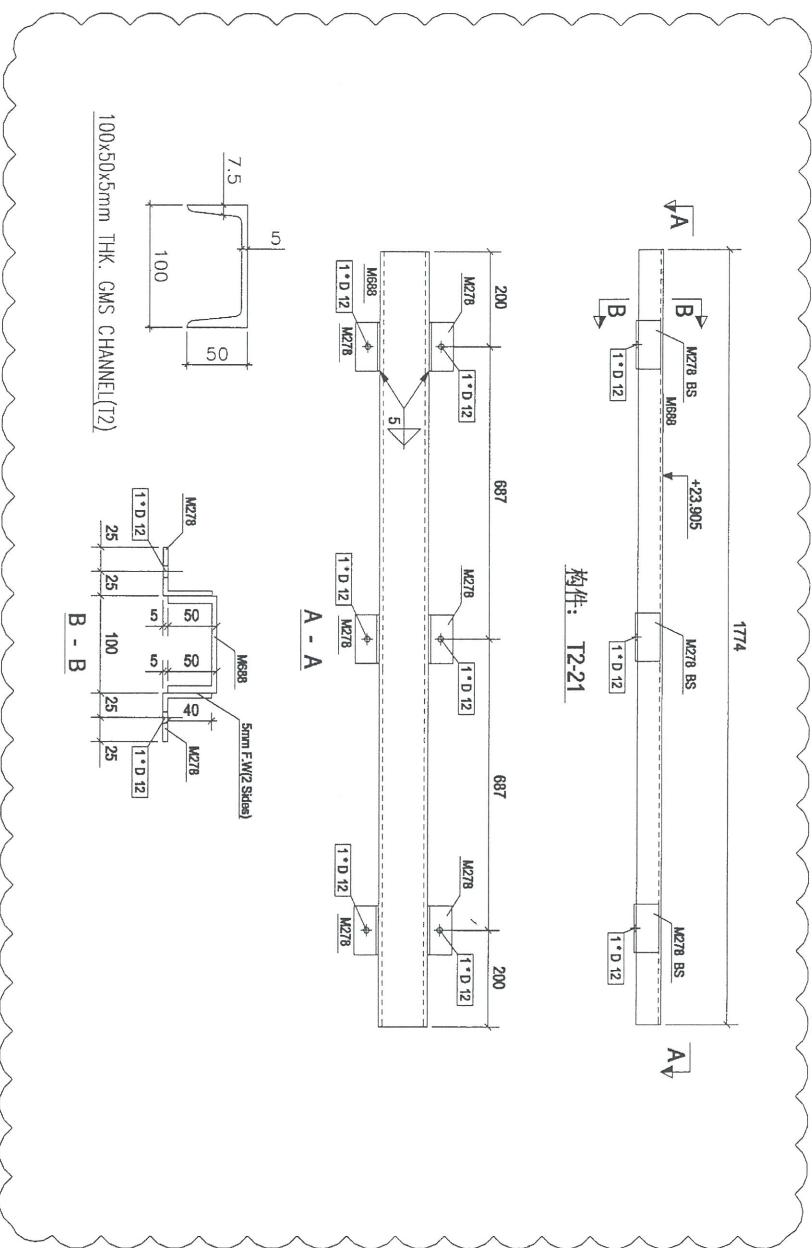 1774
A
A
B
B
M278 BS
M688
+23.905
M278 BS
M278 BS
1*D 12
1*D 12
1*D 12
构件: T2-21
200
687
687
200
M278
M278
M278
1*D 12
1*D 12
1*D 12
5
M688
1*D 12
M278
1*D 12
M278
1*D 12
M278
A - A
7.5
5
100
50
100x50x5mm THK. GMS CHANNEL(T2)
M688
5mm F.W(2 Sides)
50
50
40
5
5
M278
M278
1*D 12
1*D 12
25
25
100
25
25
B - B